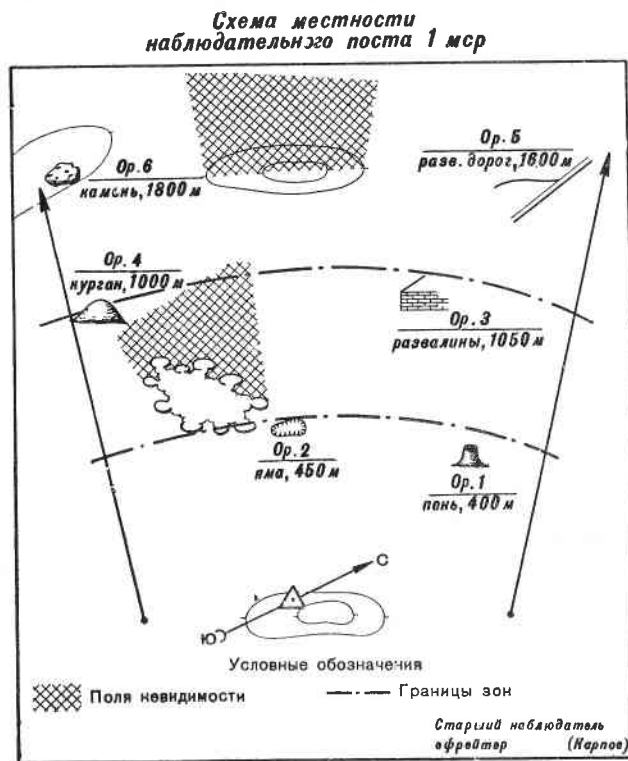 Схема местности
наблюдательного поста 1 мср
Ор. 6
камень, 1800 м
Ор. 5
разв. дорог, 1600 м
Ор. 4
курган, 1000 м
Ор. 3
развалины, 1050 м
Ор. 2
яма, 450 м
Ор. 1
пень, 400 м
С
Ю
Условные обозначения
Поля невидимости
Границы зон
Старший наблюдатель
ефрейтор (Карпов)